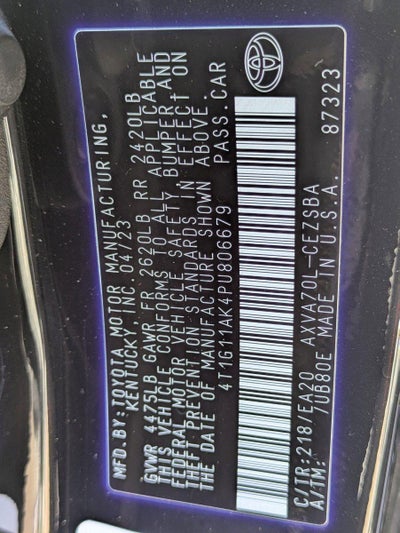 MFD. BY:TOYOTA MOTOR MANUFACTURING,
KENTUCKY, INC. 04/23
GVWR 4475LB GAWR FR 2620LB RR 2420LB
THIS VEHICLE CONFORMS TO ALL APPLICABLE
FEDERAL MOTOR VEHICLE SAFETY, BUMPER, AND
THEFT PREVENTION STANDARDS IN EFFECT ON
THE DATE OF MANUFACTURE SHOWN ABOVE.
4T1G11AK4PU806679 PASS. CAR
C/TR:218/EA20 AXVA70L-CEZSBA
A/TM: /UB80E MADE IN U.S.A. 87323